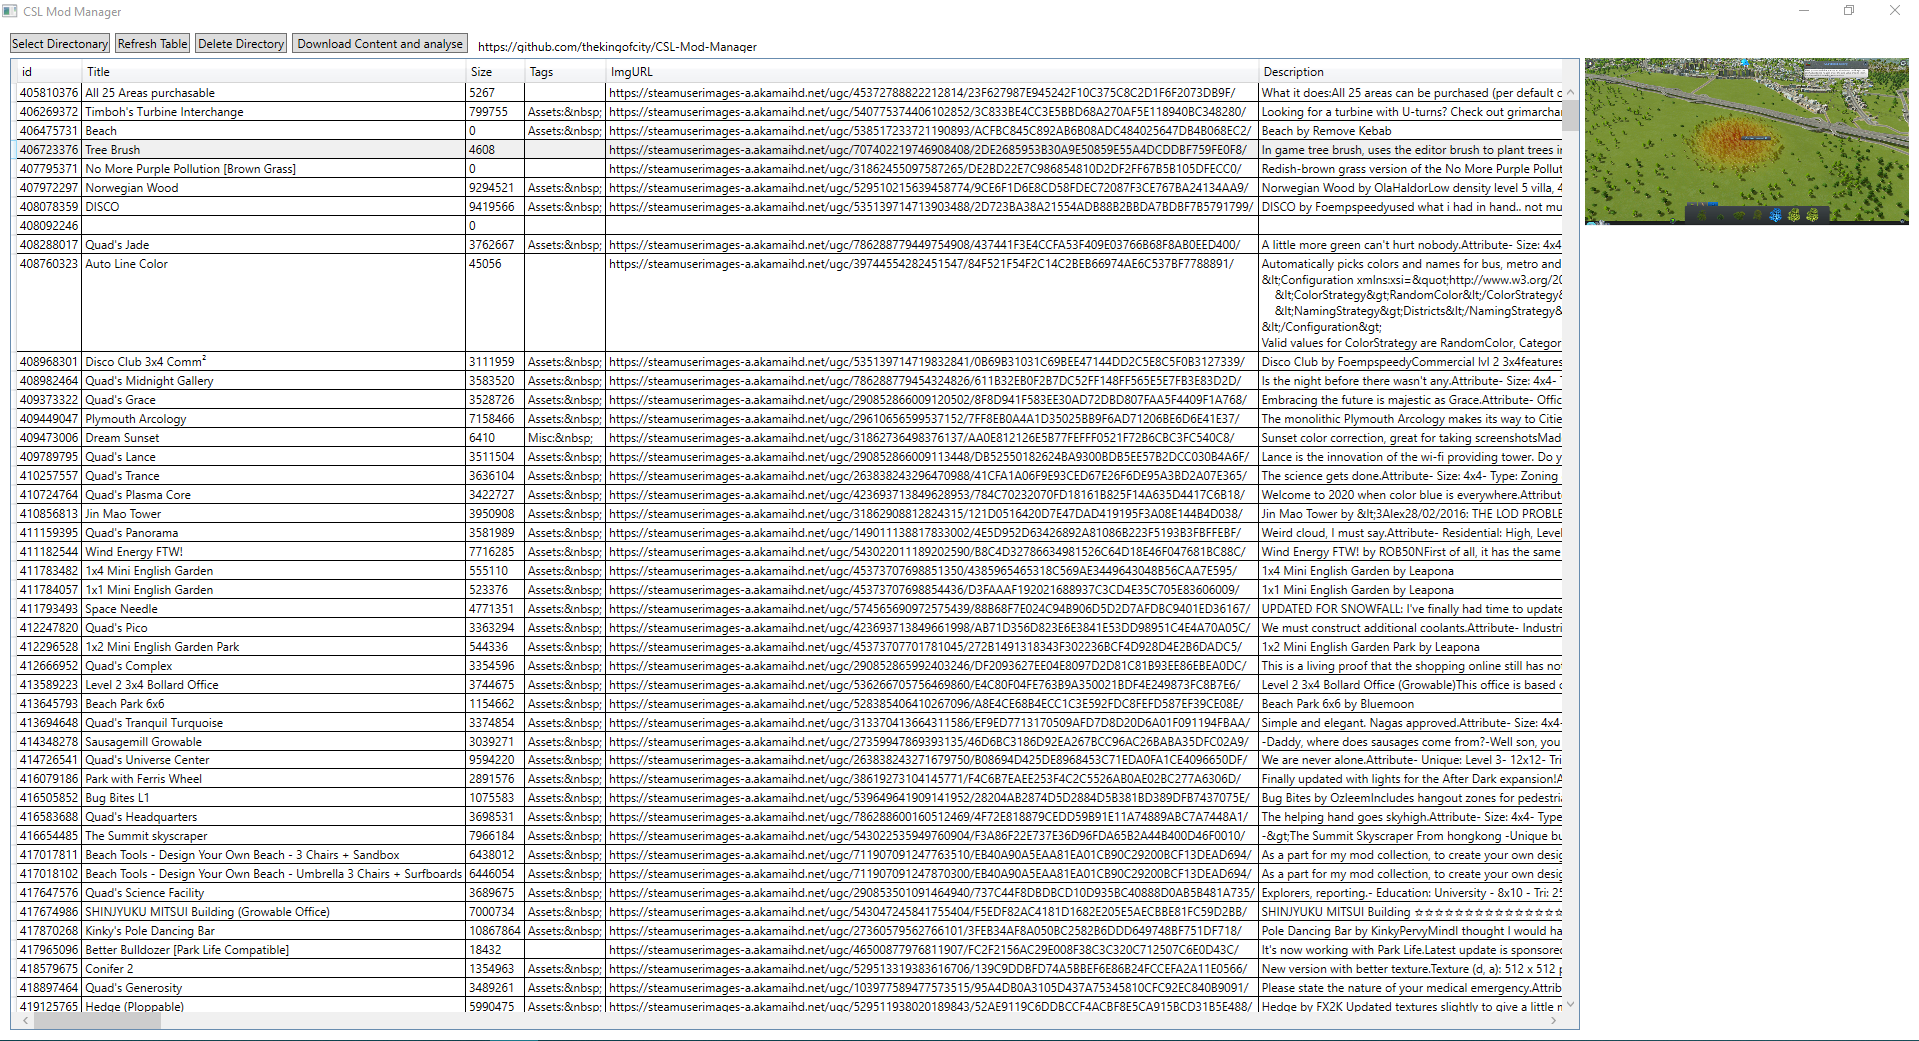 CSL Mod Manager
Select Directonary Refresh Table Delete Directory Download Content and analyse https://github.com/thekingofcity/CSL-Mod-Manager
id Title Size Tags ImgURL Description
405810376 All 25 Areas purchasable 5267 https://steamuserimages-a.akamaihd.net/ugc/45372788822212814/23F627987E945242F10C375C8C2D1F6F2073DB9F/ What it does:All 25 areas can be purchased (per default c
406269372 Timboh's Turbine Interchange 799755 Assets:&nbsp; https://steamuserimages-a.akamaihd.net/ugc/540775374406102852/3C833BE4CC3E5BBD68A270AF5E118940BC348280/ Looking for a turbine with U-turns? Check out grimarchar
406475731 Beach 0 Assets:&nbsp; https://steamuserimages-a.akamaihd.net/ugc/538517233721190893/ACFBC845C892AB6B08ADC484025647DB4B068EC2/ Beach by Remove Kebab
406723376 Tree Brush 4608 https://steamuserimages-a.akamaihd.net/ugc/707402219746908408/2DE2685953B30A9E50859E55A4DCDDBF759FE0F8/ In game tree brush, uses the editor brush to plant trees ir
407795371 No More Purple Pollution [Brown Grass] 0 https://steamuserimages-a.akamaihd.net/ugc/31862450975872​65/DE2BD22E7C986854810D2DF2FF67B5B105DFECC0/ Redish-brown grass version of the No More Purple Pollut
407972297 Norwegian Wood 9294521 Assets:&nbsp; https://steamuserimages-a.akamaihd.net/ugc/529510215639458774/9CE6F1D6E8CD58FDEC72087F3CE767BA24134AA9/ Norwegian Wood by OlaHaldorLow density level 5 villa, 4
408078359 DISCO 9419566 Assets:&nbsp; https://steamuserimages-a.akamaihd.net/ugc/535139714713903488/2D723BA38A21554ADB88B2BBDA7BDBF7B5791799/ DISCO by Foempspeedyused what i had in hand.. not mu
408092246 0
408288017 Quad's Jade 3762667 Assets:&nbsp; https://steamuserimages-a.akamaihd.net/ugc/786288779449754908/437441F3E4CCFA53F409E03766B68F8AB0EED400/ A little more green can't hurt nobody.Attribute- Size: 4x4
408760323 Auto Line Color 45056 https://steamuserimages-a.akamaihd.net/ugc/39744554282451547/84F521F54F2C14C2BEB66974AE6C537BF7788891/ Automatically picks colors and names for bus, metro and
&lt;Configuration xmlns:xsi=&quot;http://www.w3.org/20
&lt;ColorStrategy&gt;RandomColor&lt;/ColorStrategy&
&lt;NamingStrategy&gt;Districts&lt;/NamingStrategy&
&lt;/Configuration&gt;
Valid values for ColorStrategy are RandomColor, Categor
408968301 Disco Club 3x4 Comm² 3111959 Assets:&nbsp; https://steamuserimages-a.akamaihd.net/ugc/535139714719832841/0B69B31031C69BEE47144DD2C5E8C5F0B3127339/ Disco Club by FoempspeedyCommercial lvl 2 3x4features
408982464 Quad's Midnight Gallery 3583520 Assets:&nbsp; https://steamuserimages-a.akamaihd.net/ugc/786288779454324826/611B32EB0F2B7DC52FF148FF565E5E7FB3E83D2D/ Is the night before there wasn't any.Attribute- Size: 4x4-
409373322 Quad's Grace 3528726 Assets:&nbsp; https://steamuserimages-a.akamaihd.net/ugc/290852866009120502/8F8D941F583EE30AD72DBD807FAA5F4409F1A768/ Embracing the future is majestic as Grace.Attribute- Offic
409449047 Plymouth Arcology 7158466 Assets:&nbsp; https://steamuserimages-a.akamaihd.net/ugc/29610656599537152/7FF8EB0A4A1D35025BB9F6AD71206BE6D6E41E37/ The monolithic Plymouth Arcology makes its way to Citie
409473006 Dream Sunset 6410 Misc:&nbsp; https://steamuserimages-a.akamaihd.net/ugc/31862736498376137/AA0E812126E5B77FEFFF0521F72B6CBC3FC540C8/ Sunset color correction, great for taking screenshotsMad
409789795 Quad's Lance 3511504 Assets:&nbsp; https://steamuserimages-a.akamaihd.net/ugc/290852866009113448/DB52550182624BA9300BDB5EE57B2DCC030B4A6F/ Lance is the innovation of the wi-fi providing tower. Do y
410257557 Quad's Trance 3636104 Assets:&nbsp; https://steamuserimages-a.akamaihd.net/ugc/263838243296470988/41CFA1A06F9E93CED67E26F6DE95A3BD2A07E365/ The science gets done.Attribute- Size: 4x4- Type: Zoning
410724764 Quad's Plasma Core 3422727 Assets:&nbsp; https://steamuserimages-a.akamaihd.net/ugc/423693713849628953/784C70232070FD18161B825F14A635D4417C6B18/ Welcome to 2020 when color blue is everywhere.Attribut
410856813 Jin Mao Tower 3950908 Assets:&nbsp; https://steamuserimages-a.akamaihd.net/ugc/31862908812824315/121D0516420D7E47DAD419195F3A08E144B4D038/ Jin Mao Tower by &lt;3Alex28/02/2016: THE LOD PROBLE
411159395 Quad's Panorama 3581989 Assets:&nbsp; https://steamuserimages-a.akamaihd.net/ugc/149011138817833002/4E5D952D63426892A81086B223F5193B3FBFFEBF/ Weird cloud, I must say.Attribute- Residential: High, Level
411182544 Wind Energy FTW! 7716285 Assets:&nbsp; https://steamuserimages-a.akamaihd.net/ugc/543022011189202590/B8C4D32786634981526C64D18E46F047681BC88C/ Wind Energy FTW! by ROB50NFirst of all, it has the same
411783482 1x4 Mini English Garden 555110 Assets:&nbsp; https://steamuserimages-a.akamaihd.net/ugc/45373707698851350/4385965465318C569AE3449643048B56CAA7E595/ 1x4 Mini English Garden by Leapona
411784057 1x1 Mini English Garden 523376 Assets:&nbsp; https://steamuserimages-a.akamaihd.net/ugc/45373707698854436/D3FAAAF192021688937C3CD4E35C705E83606009/ 1x1 Mini English Garden by Leapona
411793493 Space Needle 4771351 Assets:&nbsp; https://steamuserimages-a.akamaihd.net/ugc/574565690972575439/88B68F7E024C94B906D5D2D7AFDBC9401ED36167/ UPDATED FOR SNOWFALL: I've finally had time to update
412247820 Quad's Pico 3363294 Assets:&nbsp; https://steamuserimages-a.akamaihd.net/ugc/423693713849661998/AB71D356D823E6E3841E53DD98951C4E4A70A05C/ We must construct additional coolants.Attribute- Industri
412296528 1x2 Mini English Garden Park 544336 Assets:&nbsp; https://steamuserimages-a.akamaihd.net/ugc/45373707701781045/272B1491318343F302236BCF4D928D4E2B6DADC5/ 1x2 Mini English Garden Park by Leapona
412666952 Quad's Complex 3354596 Assets:&nbsp; https://steamuserimages-a.akamaihd.net/ugc/290852865992403246/DF2093627EE04E8097D2D81C81B93EE86EBEA0DC/ This is a living proof that the shopping online still has no
413589223 Level 2 3x4 Bollard Office 3744675 Assets:&nbsp; https://steamuserimages-a.akamaihd.net/ugc/536266705756469860/E4C80F04FE763B9A350021BDF4E249873FC8B7E6/ Level 2 3x4 Bollard Office (Growable)This office is based c
413645793 Beach Park 6x6 1154662 Assets:&nbsp; https://steamuserimages-a.akamaihd.net/ugc/528385406410267096/A8E4CE68B4ECC1C3E592FDC8FEFD587EF39CE08E/ Beach Park 6x6 by Bluemoon
413694648 Quad's Tranquil Turquoise 3374854 Assets:&nbsp; https://steamuserimages-a.akamaihd.net/ugc/313370413664311586/EF9ED7713170509AFD7D8D20D6A01F091194FBAA/ Simple and elegant. Nagas approved.Attribute- Size: 4x4-
414348278 Sausagemill Growable 3039271 Assets:&nbsp; https://steamuserimages-a.akamaihd.net/ugc/27359947869393135/46D6BC3186D92EA267BCC96AC26BABA35DFC02A9/ -Daddy, where does sausages come from?-Well son, you
414726541 Quad's Universe Center 9594220 Assets:&nbsp; https://steamuserimages-a.akamaihd.net/ugc/263838243271679750/B08694D425DE8968453C71EDA0FA1CE4096650DF/ We are never alone.Attribute- Unique: Level 3- 12x12- Tri
416079186 Park with Ferris Wheel 2891576 Assets:&nbsp; https://steamuserimages-a.akamaihd.net/ugc/38619273104145771/F4C6B7EAEE253F4C2C5526AB0AE02BC277A6306D/ Finally updated with lights for the After Dark expansion!A
416505852 Bug Bites L1 1075583 Assets:&nbsp; https://steamuserimages-a.akamaihd.net/ugc/539649641909141952/28204AB2874D5D2884D5B381BD389DFB7437075E/ Bug Bites by OzleemIncludes hangout zones for pedestri
416583688 Quad's Headquarters 3698531 Assets:&nbsp; https://steamuserimages-a.akamaihd.net/ugc/786288600160512469/4F72E818879CEDD59B91E11A74889ABC7A7448A1/ The helping hand goes skyhigh.Attribute- Size: 4x4- Type
416654485 The Summit skyscraper 7966184 Assets:&nbsp; https://steamuserimages-a.akamaihd.net/ugc/543022535949760904/F3A86F22E737E36D96FDA65B2A44B400D46F0010/ -&gt;The Summit Skyscraper From hongkong -Unique bu
417017811 Beach Tools - Design Your Own Beach - 3 Chairs + Sandbox 6438012 Assets:&nbsp; https://steamuserimages-a.akamaihd.net/ugc/711907091247763510/EB40A90A5EAA81EA01CB90C29200BCF13DEAD694/ As a part for my mod collection, to create your own desig
417018102 Beach Tools - Design Your Own Beach - Umbrella 3 Chairs + Surfboards 6446054 Assets:&nbsp; https://steamuserimages-a.akamaihd.net/ugc/711907091247870300/EB40A90A5EAA81EA01CB90C29200BCF13DEAD694/ As a part for my mod collection, to create your own desig
417647576 Quad's Science Facility 3689675 Assets:&nbsp; https://steamuserimages-a.akamaihd.net/ugc/290853501091464940/737C44F8DBDBCD10D935BC40888D0AB5B481A735/ Explorers, reporting.- Education: University - 8x10 - Tri: 25
417674986 SHINJYUKU MITSUI Building (Growable Office) 7000734 Assets:&nbsp; https://steamuserimages-a.akamaihd.net/ugc/543047245841755404/F5EDF82AC4181D1682E205E5AECBBE81FC59D2BB/ SHINJYUKU MITSUI Building ☆☆☆☆☆☆☆☆☆☆☆☆☆☆☆
417870268 Kinky's Pole Dancing Bar 10867864 Assets:&nbsp; https://steamuserimages-a.akamaihd.net/ugc/27360579562766101/3FEB34AF8A050BC2582B6DDD649748BF751DF718/ Pole Dancing Bar by KinkyPervyMindI thought I would ha
417965096 Better Bulldozer [Park Life Compatible] 18432 https://steamuserimages-a.akamaihd.net/ugc/46500877976811907/FC2F2156AC29E008F38C3C320C712507C6E0D43C/ It's now working with Park Life.Latest update is sponsored
418579675 Conifer 2 1354963 Assets:&nbsp; https://steamuserimages-a.akamaihd.net/ugc/529513319383616706/139C9DDBFD74A5BBEF6E86B24FCCEFA2A11E0566/ New version with better texture.Texture (d, a): 512 x 512 p
418897464 Quad's Generosity 3489261 Assets:&nbsp; https://steamuserimages-a.akamaihd.net/ugc/103977589477573515/95A4DB0A3105D437A75345810CFC92EC840B9091/ Please state the nature of your medical emergency.Attrib
419125765 Hedge (Ploppable) 5990475 Assets:&nbsp; https://steamuserimages-a.akamaihd.net/ugc/529511938020189843/52AE9119C6DDBCCF4ACBF8E5CA915BCD31B5E488/ Hedge by FX2K Updated textures slightly to give a little n